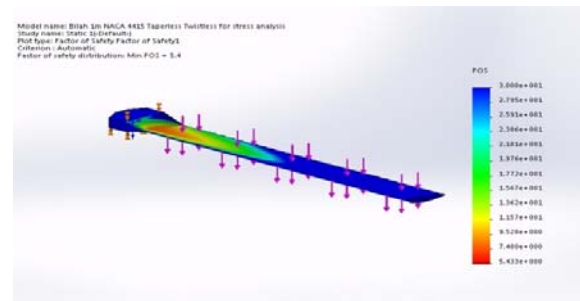 Model name: Bilah 1m NACA 4415 Taperless Twistless for stress analysis
Study name: Static 1(-Default-)
Plot type: Factor of Safety Factor of Safety1
Criterion : Automatic
Factor of safety distribution: Min FOS = 5.4
FOS
3.000e+001
2.795e+001
2.591e+001
2.386e+001
2.181e+001
1.976e+001
1.772e+001
1.567e+001
1.362e+001
1.157e+001
9.528e+000
7.480e+000
5.433e+000